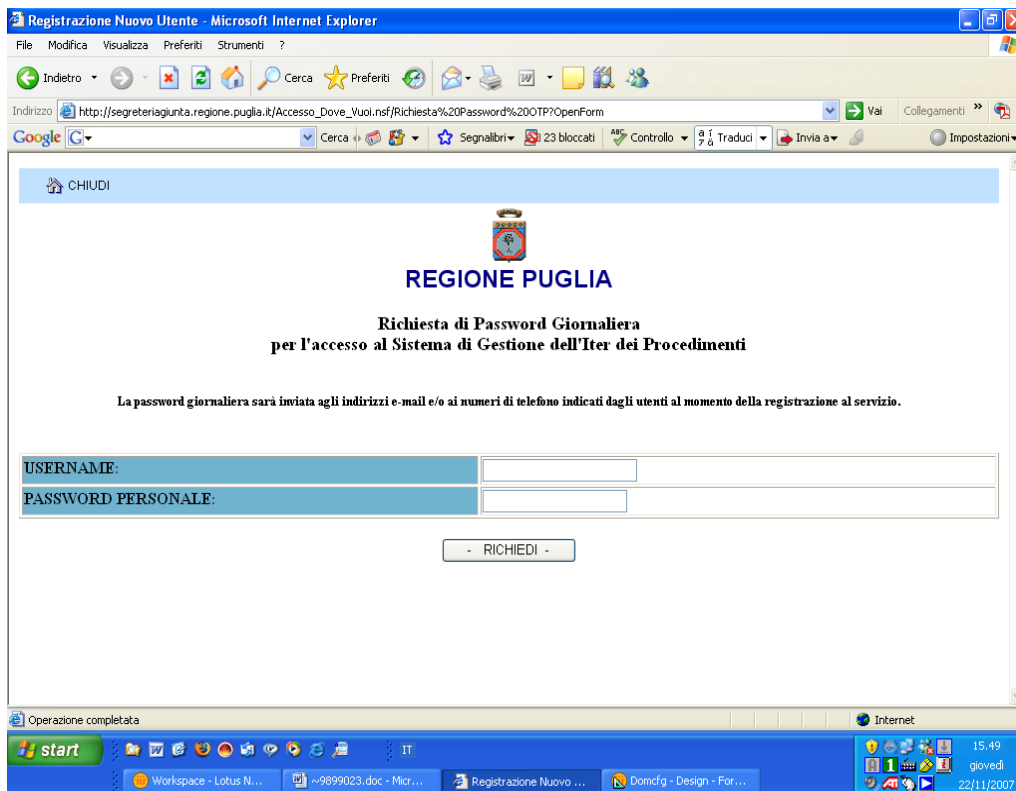 Registrazione Nuovo Utente - Microsoft Internet Explorer
File Modifica Visualizza Preferiti Strumenti ?
Indietro Cerca Preferiti
Indirizzo http://segreteriagiunta.regione.puglia.it/Accesso_Dove_Vuoi.nsf/Richiesta%20Password%20OTP?OpenForm Vai Collegamenti »
Google G Cerca Segnalibri 23 bloccati ABC Controllo Traduci Invia a Impostazioni
CHIUDI
REGIONE PUGLIA
Richiesta di Password Giornaliera
per l'accesso al Sistema di Gestione dell'Iter dei Procedimenti
La password giornaliera sarà inviata agli indirizzi e-mail e/o ai numeri di telefono indicati dagli utenti al momento della registrazione al servizio.
USERNAME:
PASSWORD PERSONALE:
- RICHIEDI -
Operazione completata Internet
start IT 15.49
giovedì
Workspace - Lotus N... ~9899023.doc - Micr... Registrazione Nuovo ... Domcfg - Design - For... 22/11/2007